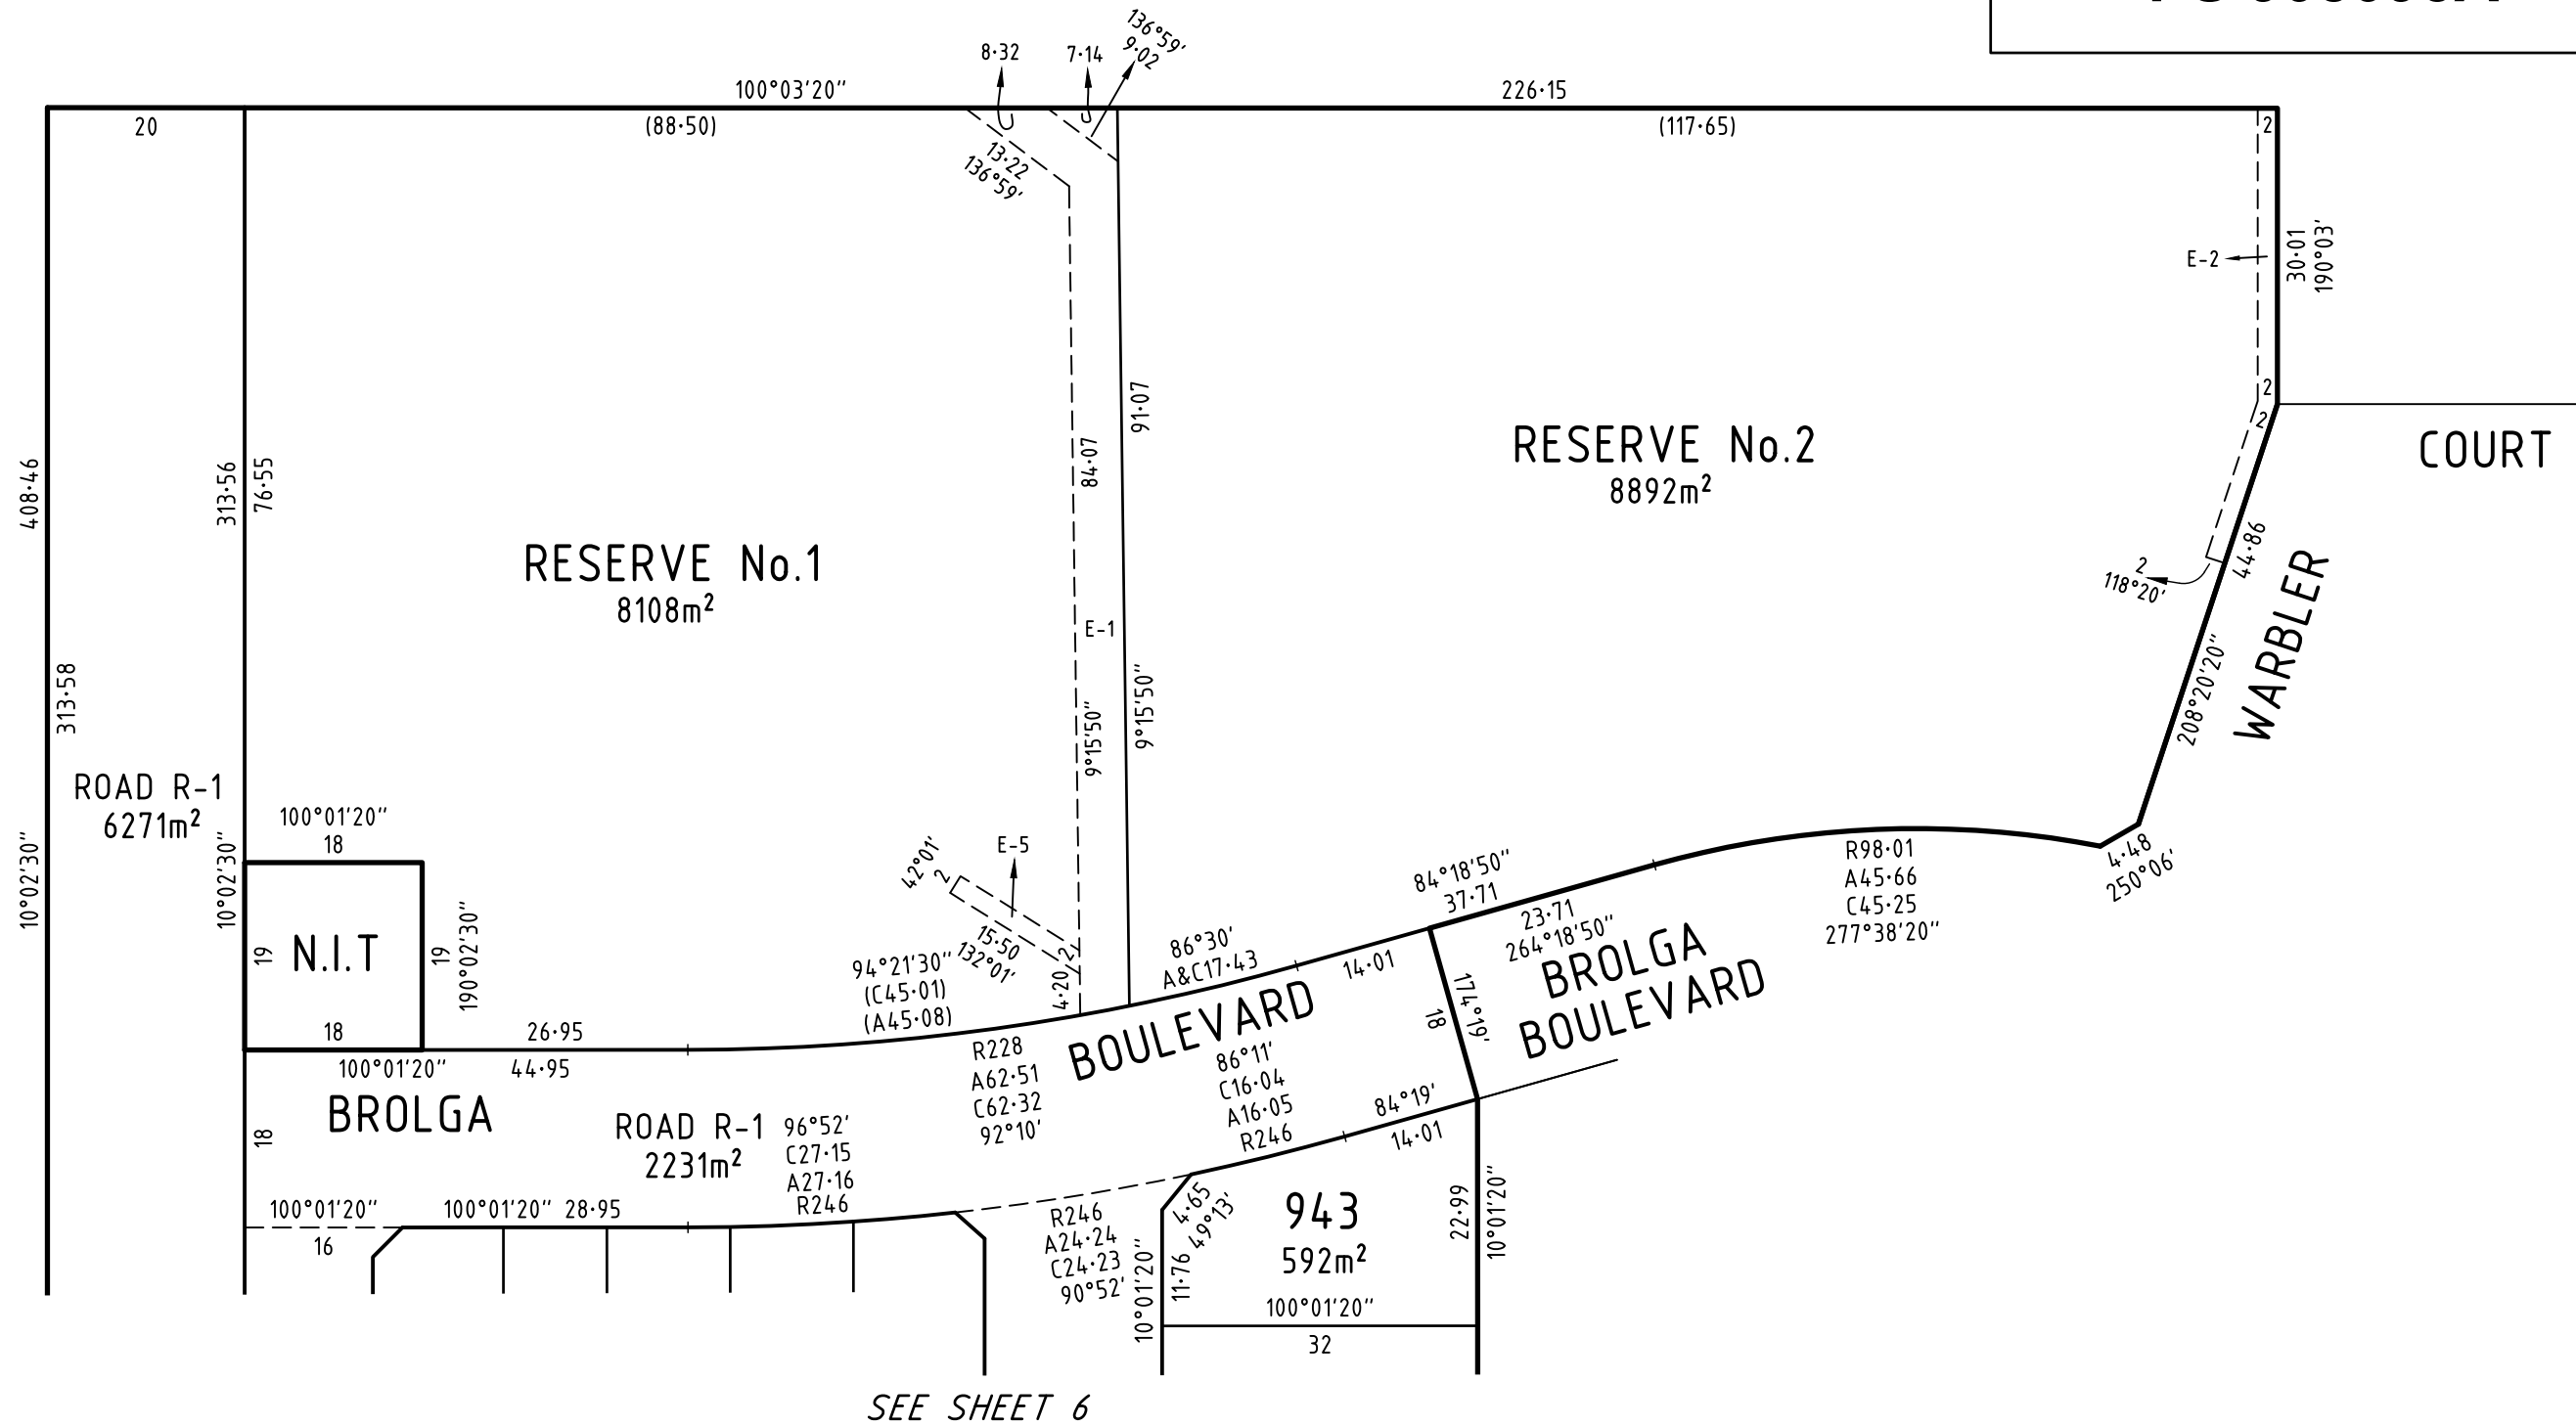 8·32
7·14
136°59'
9·02
100°03'20"
226·15
20
(88·50)
(117·65)
2
13·22
136°59'
E-2
30·01
190°03'
2
2
91·07
84·07
RESERVE No.2
8892m²
COURT
408·46
313·56
76·55
RESERVE No.1
8108m²
2
118°20'
44·86
WARBLER
E-1
313·58
9°15'50"
9°15'50"
208°20'20"
ROAD R-1
6271m²
100°01'20"
18
10°02'30"
10°02'30"
E-5
42°01'
2
84°18'50"
37·71
R98·01
A45·66
C45·25
277°38'20"
4·48
250°06'
N.I.T
19
19
190°02'30"
15·50
132°01'
2
4·20
86°30'
A&C17·43
14·01
23·71
264°18'50"
BROLGA
BOULEVARD
94°21'30"
(C45·01)
(A45·08)
174°19'
18
18
26·95
100°01'20"
44·95
BROLGA
BOULEVARD
R228
A62·51
C62·32
92°10'
86°11'
C16·04
A16·05
R246
84°19'
14·01
18
ROAD R-1
2231m²
96°52'
C27·15
A27·16
R246
100°01'20"
16
100°01'20" 28·95
R246
A24·24
C24·23
90°52'
4·65
49°13'
943
592m²
22·99
10°01'20"
10°01'20"
11·76
100°01'20"
32
SEE SHEET 6